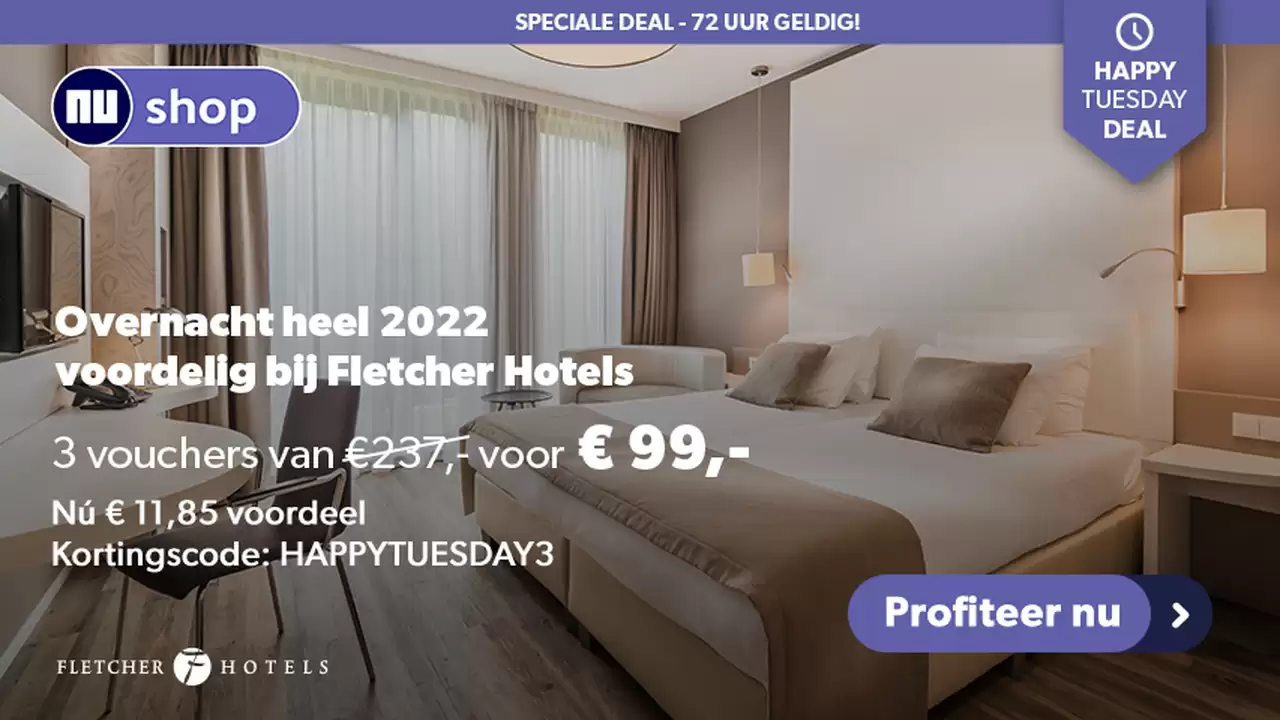 SPECIALE DEAL - 72 UUR GELDIG!
HAPPY
TUESDAY
DEAL
nu shop
Overnacht heel 2022
voordelig bij Fletcher Hotels
3 vouchers van €237,- voor € 99,-
Nú € 11,85 voordeel
Kortingscode: HAPPYTUESDAY3
Profiteer nu
FLETCHER HOTELS